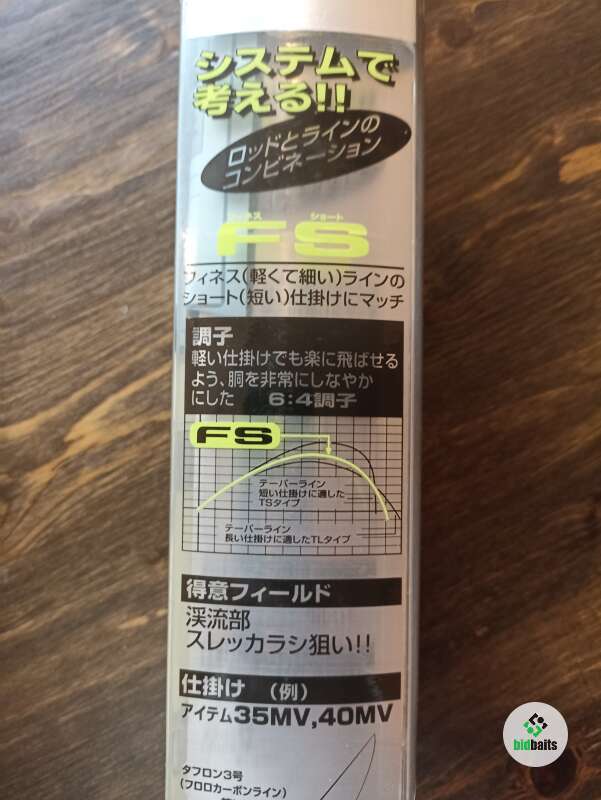 システムで
考える!!
ロッドとラインの
コンビネーション
ショート
FS
フィネス(軽くて細い)ラインの
ショート(短い)仕掛けにマッチ
調子
軽い仕掛けでも楽に飛ばせる
よう、胴を非常にしなやか
にした 6:4調子
FS
テーパーライン
短い仕掛けに適した
TSタイプ
テーパーライン
長い仕掛けに適したTLタイプ
得意フィールド
渓流部
スレッカラシ狙い!!
仕掛け (例)
アイテム35MV,40MV
タフロン3号
(フロロカーボンライン)
bidbaits